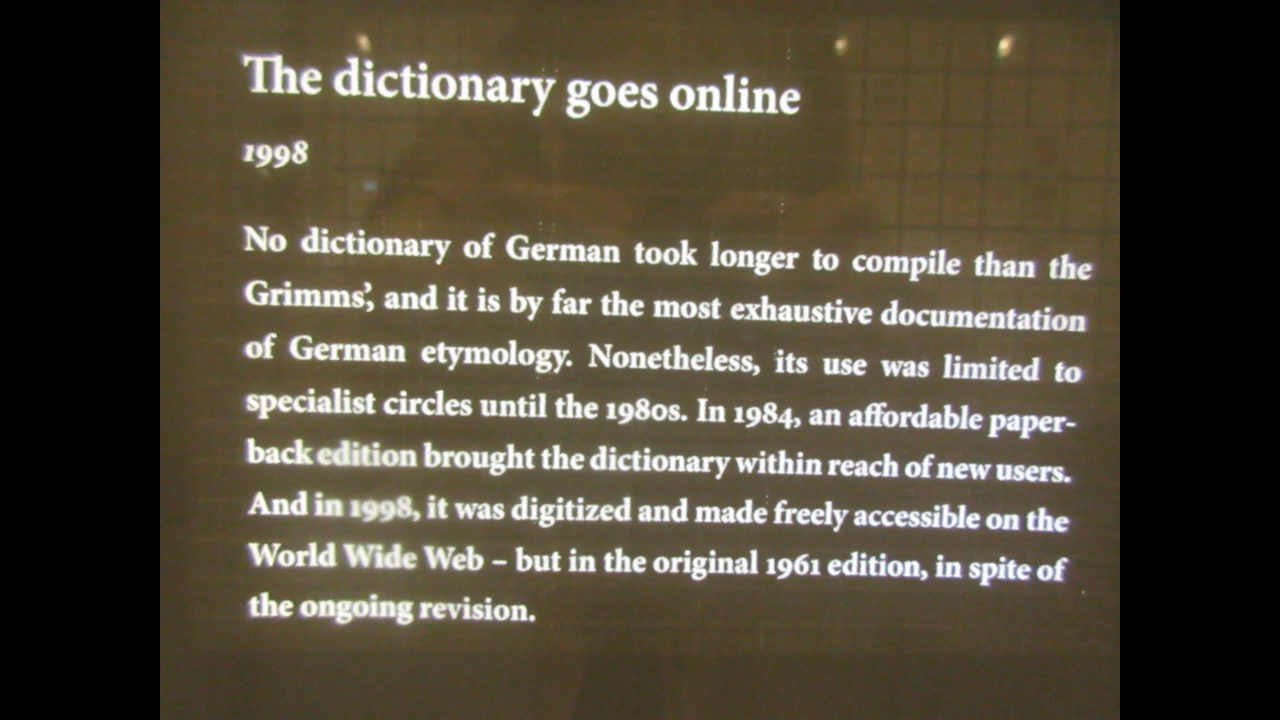 The dictionary goes online
1998
No dictionary of German took longer to compile than the
Grimms’, and it is by far the most exhaustive documentation
of German etymology. Nonetheless, its use was limited to
specialist circles until the 1980s. In 1984, an affordable paper-
back edition brought the dictionary within reach of new users.
And in 1998, it was digitized and made freely accessible on the
World Wide Web – but in the original 1961 edition, in spite of
the ongoing revision.